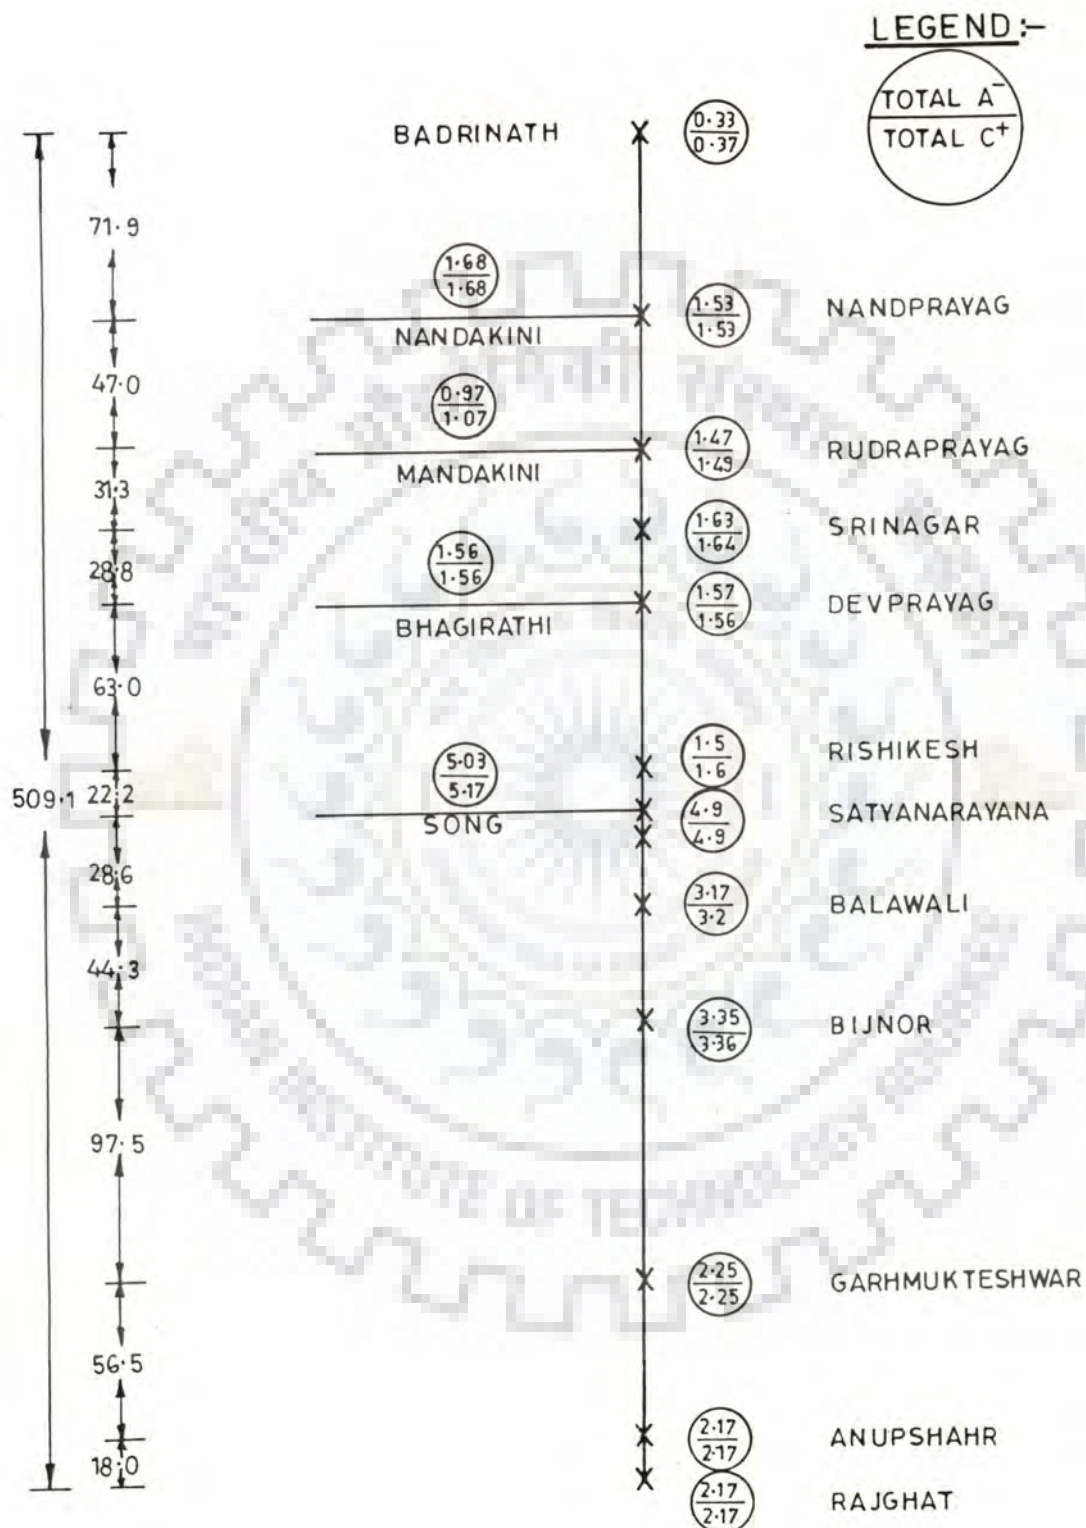 LEGEND :-
TOTAL A⁻
TOTAL C⁺
BADRINATH
0.33
0.37
71.9
1.68
1.68
NANDAKINI
1.53
1.53
NANDPRAYAG
47.0
0.97
1.07
MANDAKINI
1.47
1.49
RUDRAPRAYAG
31.3
1.63
1.64
SRINAGAR
28.8
1.56
1.56
BHAGIRATHI
1.57
1.56
DEVPRAYAG
63.0
1.5
1.6
RISHIKESH
509.1
22.2
5.03
5.17
SONG
4.9
4.9
SATYANARAYANA
28.6
3.17
3.2
BALAWALI
44.3
3.35
3.36
BIJNOR
97.5
2.25
2.25
GARHMUKTESHWAR
56.5
2.17
2.17
ANUPSHAHR
18.0
2.17
2.17
RAJGHAT
INSTITUTE OF TECHNOLOGY